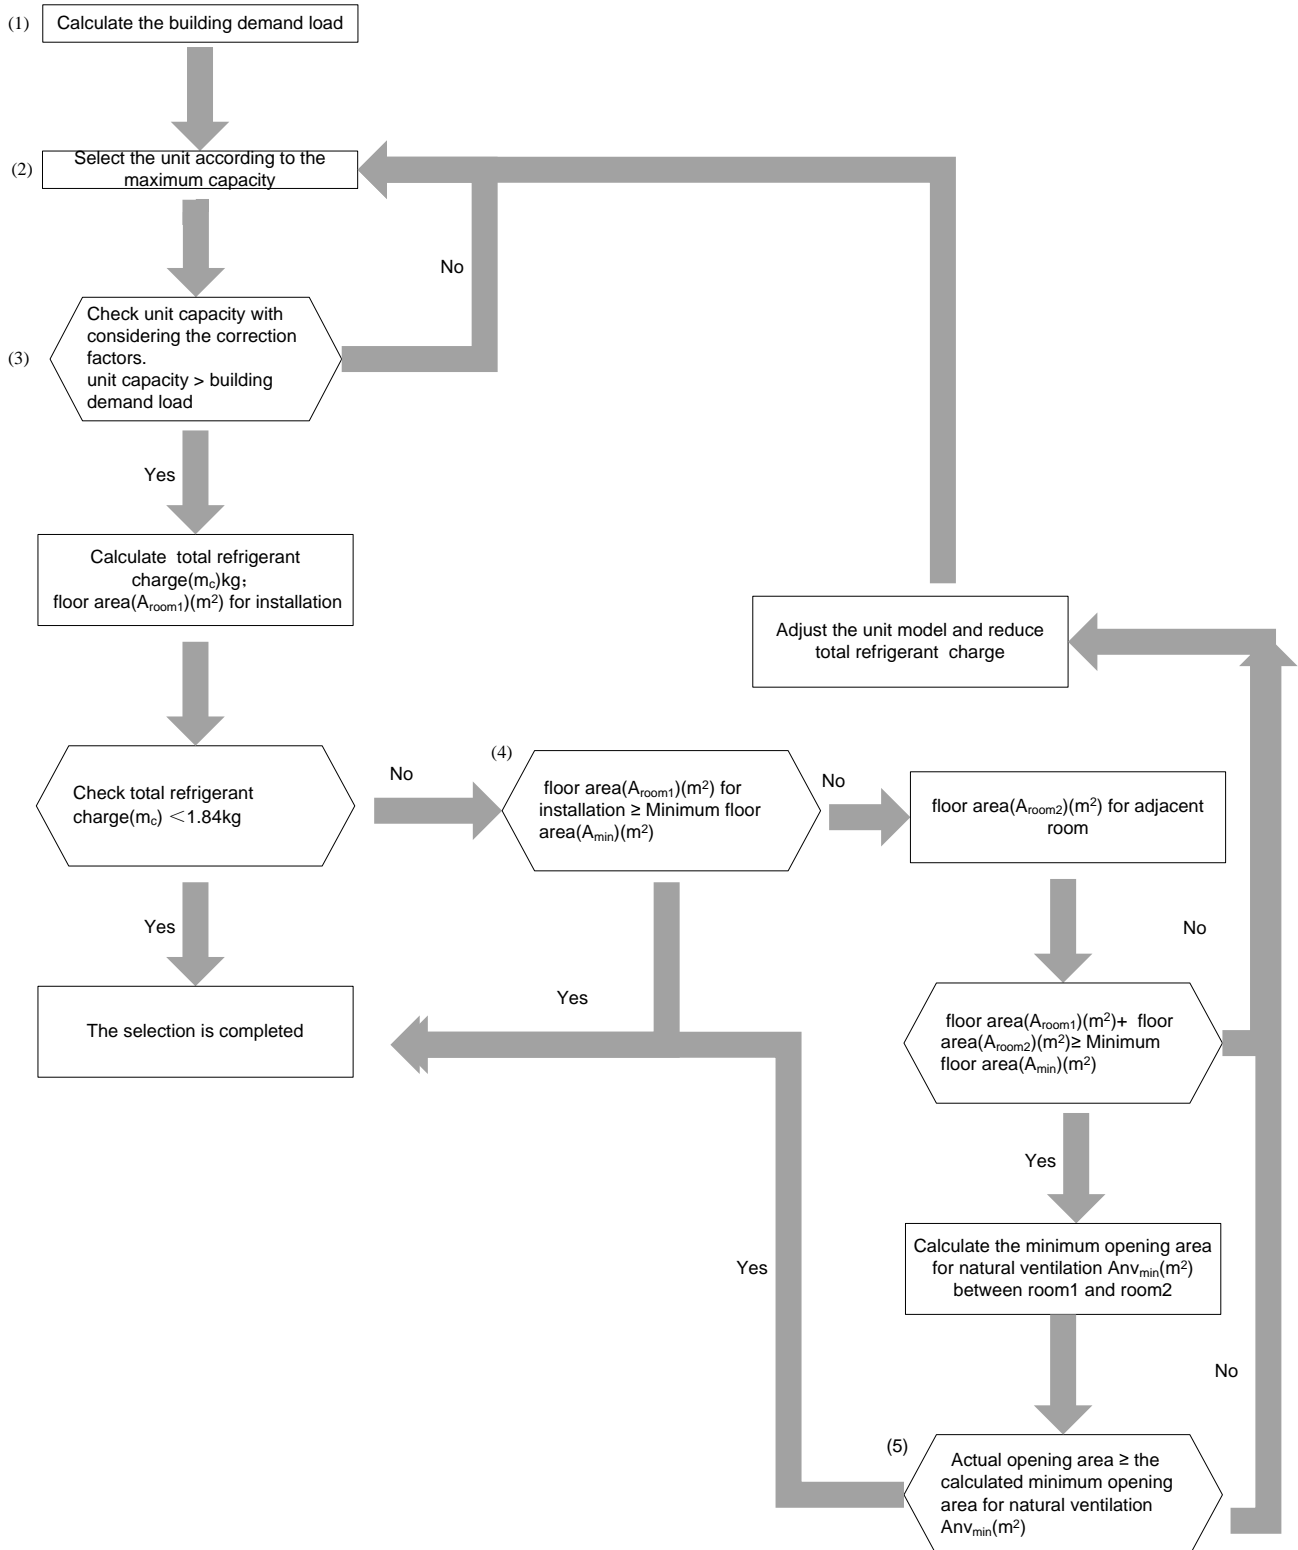 (1)
Calculate the building demand load
(2)
Select the unit according to the
maximum capacity
No
(3)
Check unit capacity with
considering the correction
factors.
unit capacity > building
demand load
Yes
Calculate  total refrigerant
charge(mc)kg；
floor area(Aroom1)(m²) for installation
Adjust the unit model and reduce
total refrigerant  charge
Check total refrigerant
charge(mc) ＜1.84kg
No
(4)
floor area(Aroom1)(m²) for
installation ≥ Minimum floor
area(Amin)(m²)
No
floor area(Aroom2)(m²) for adjacent
room
Yes
The selection is completed
Yes
No
floor area(Aroom1)(m²)+  floor
area(Aroom2)(m²)≥ Minimum
floor area(Amin)(m²)
Yes
Calculate the minimum opening area
for natural ventilation Anvmin(m²)
between room1 and room2
Yes
No
(5)
Actual opening area ≥ the
calculated minimum opening
area for natural ventilation
Anvmin(m²)